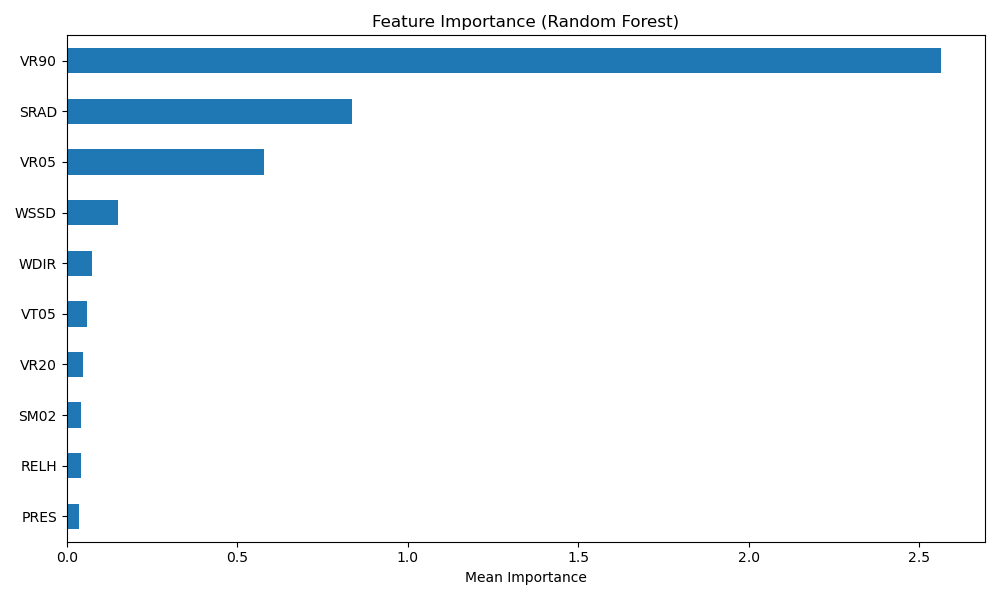 Feature Importance (Random Forest)
VR90
SRAD
VR05
WSSD
WDIR
VT05
VR20
SM02
RELH
PRES
0.0 0.5 1.0 1.5 2.0 2.5
Mean Importance